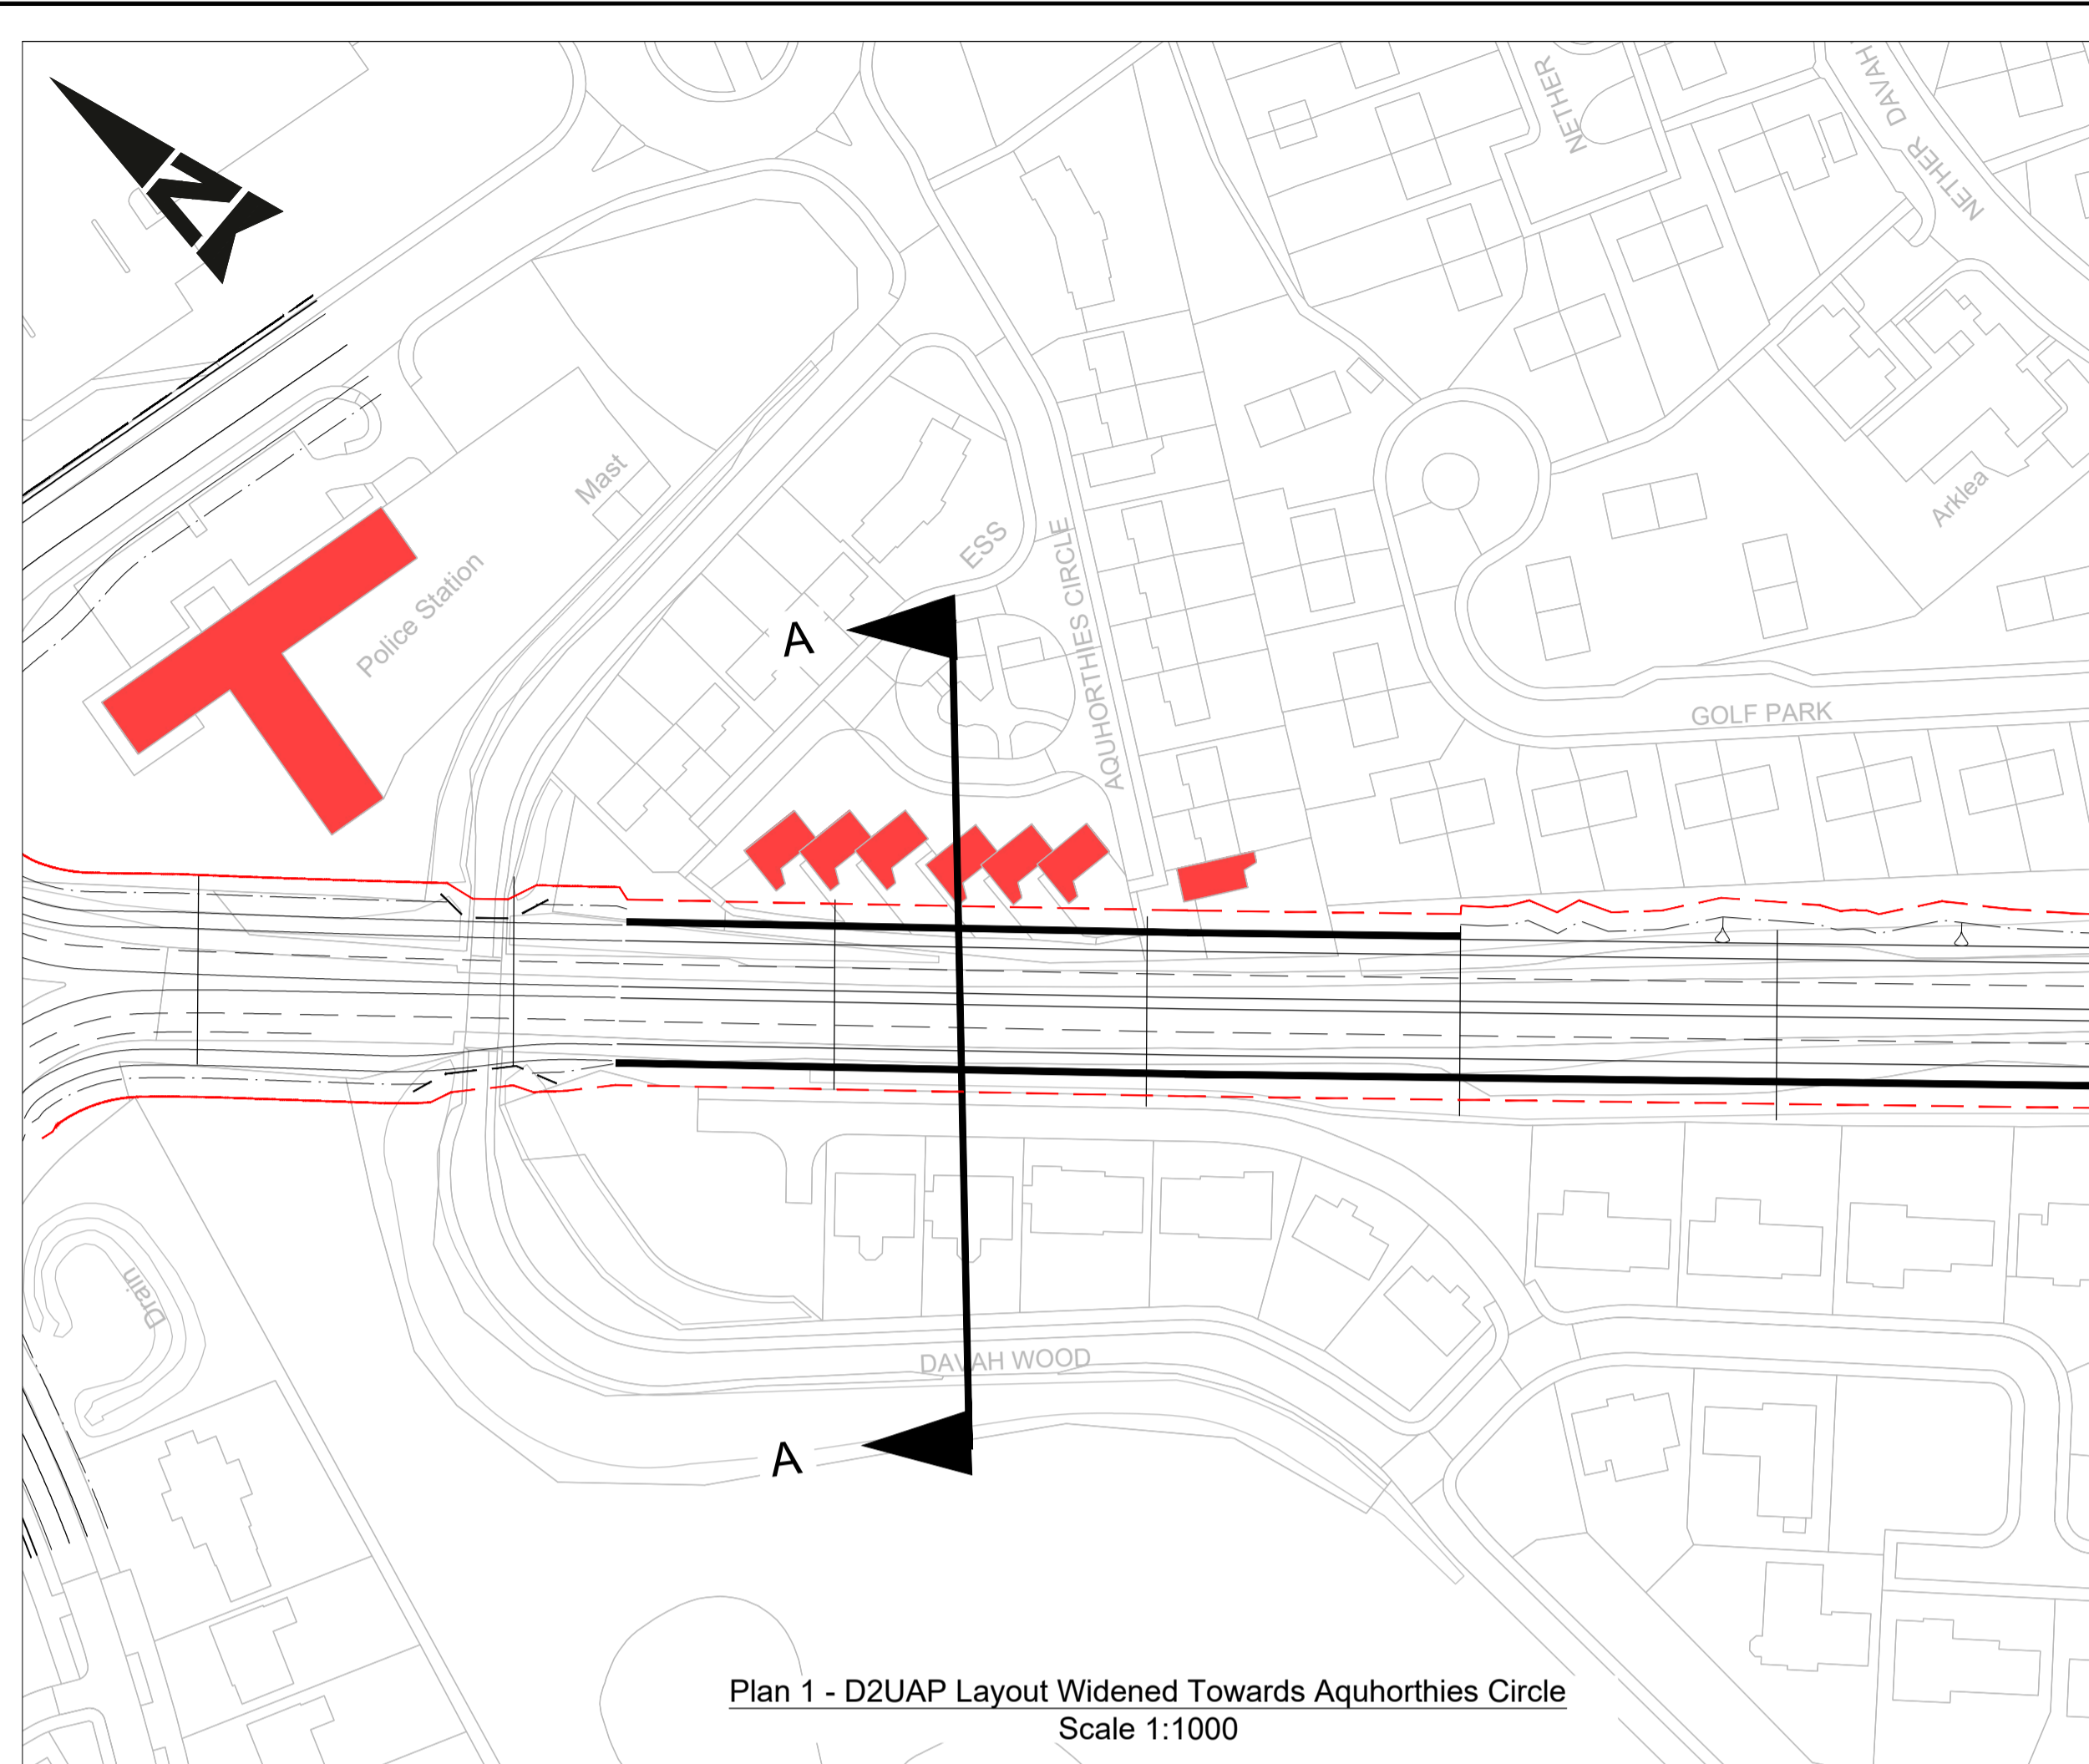 NETHER
NETHER DAVAH
NETHER
N
Mast
Arklea
ESS
AQUHORTHIES CIRCLE
Police Station
A
GOLF PARK
Drain
DAVAH WOOD
A
Plan 1 - D2UAP Layout Widened Towards Aquhorthies Circle
Scale 1:1000